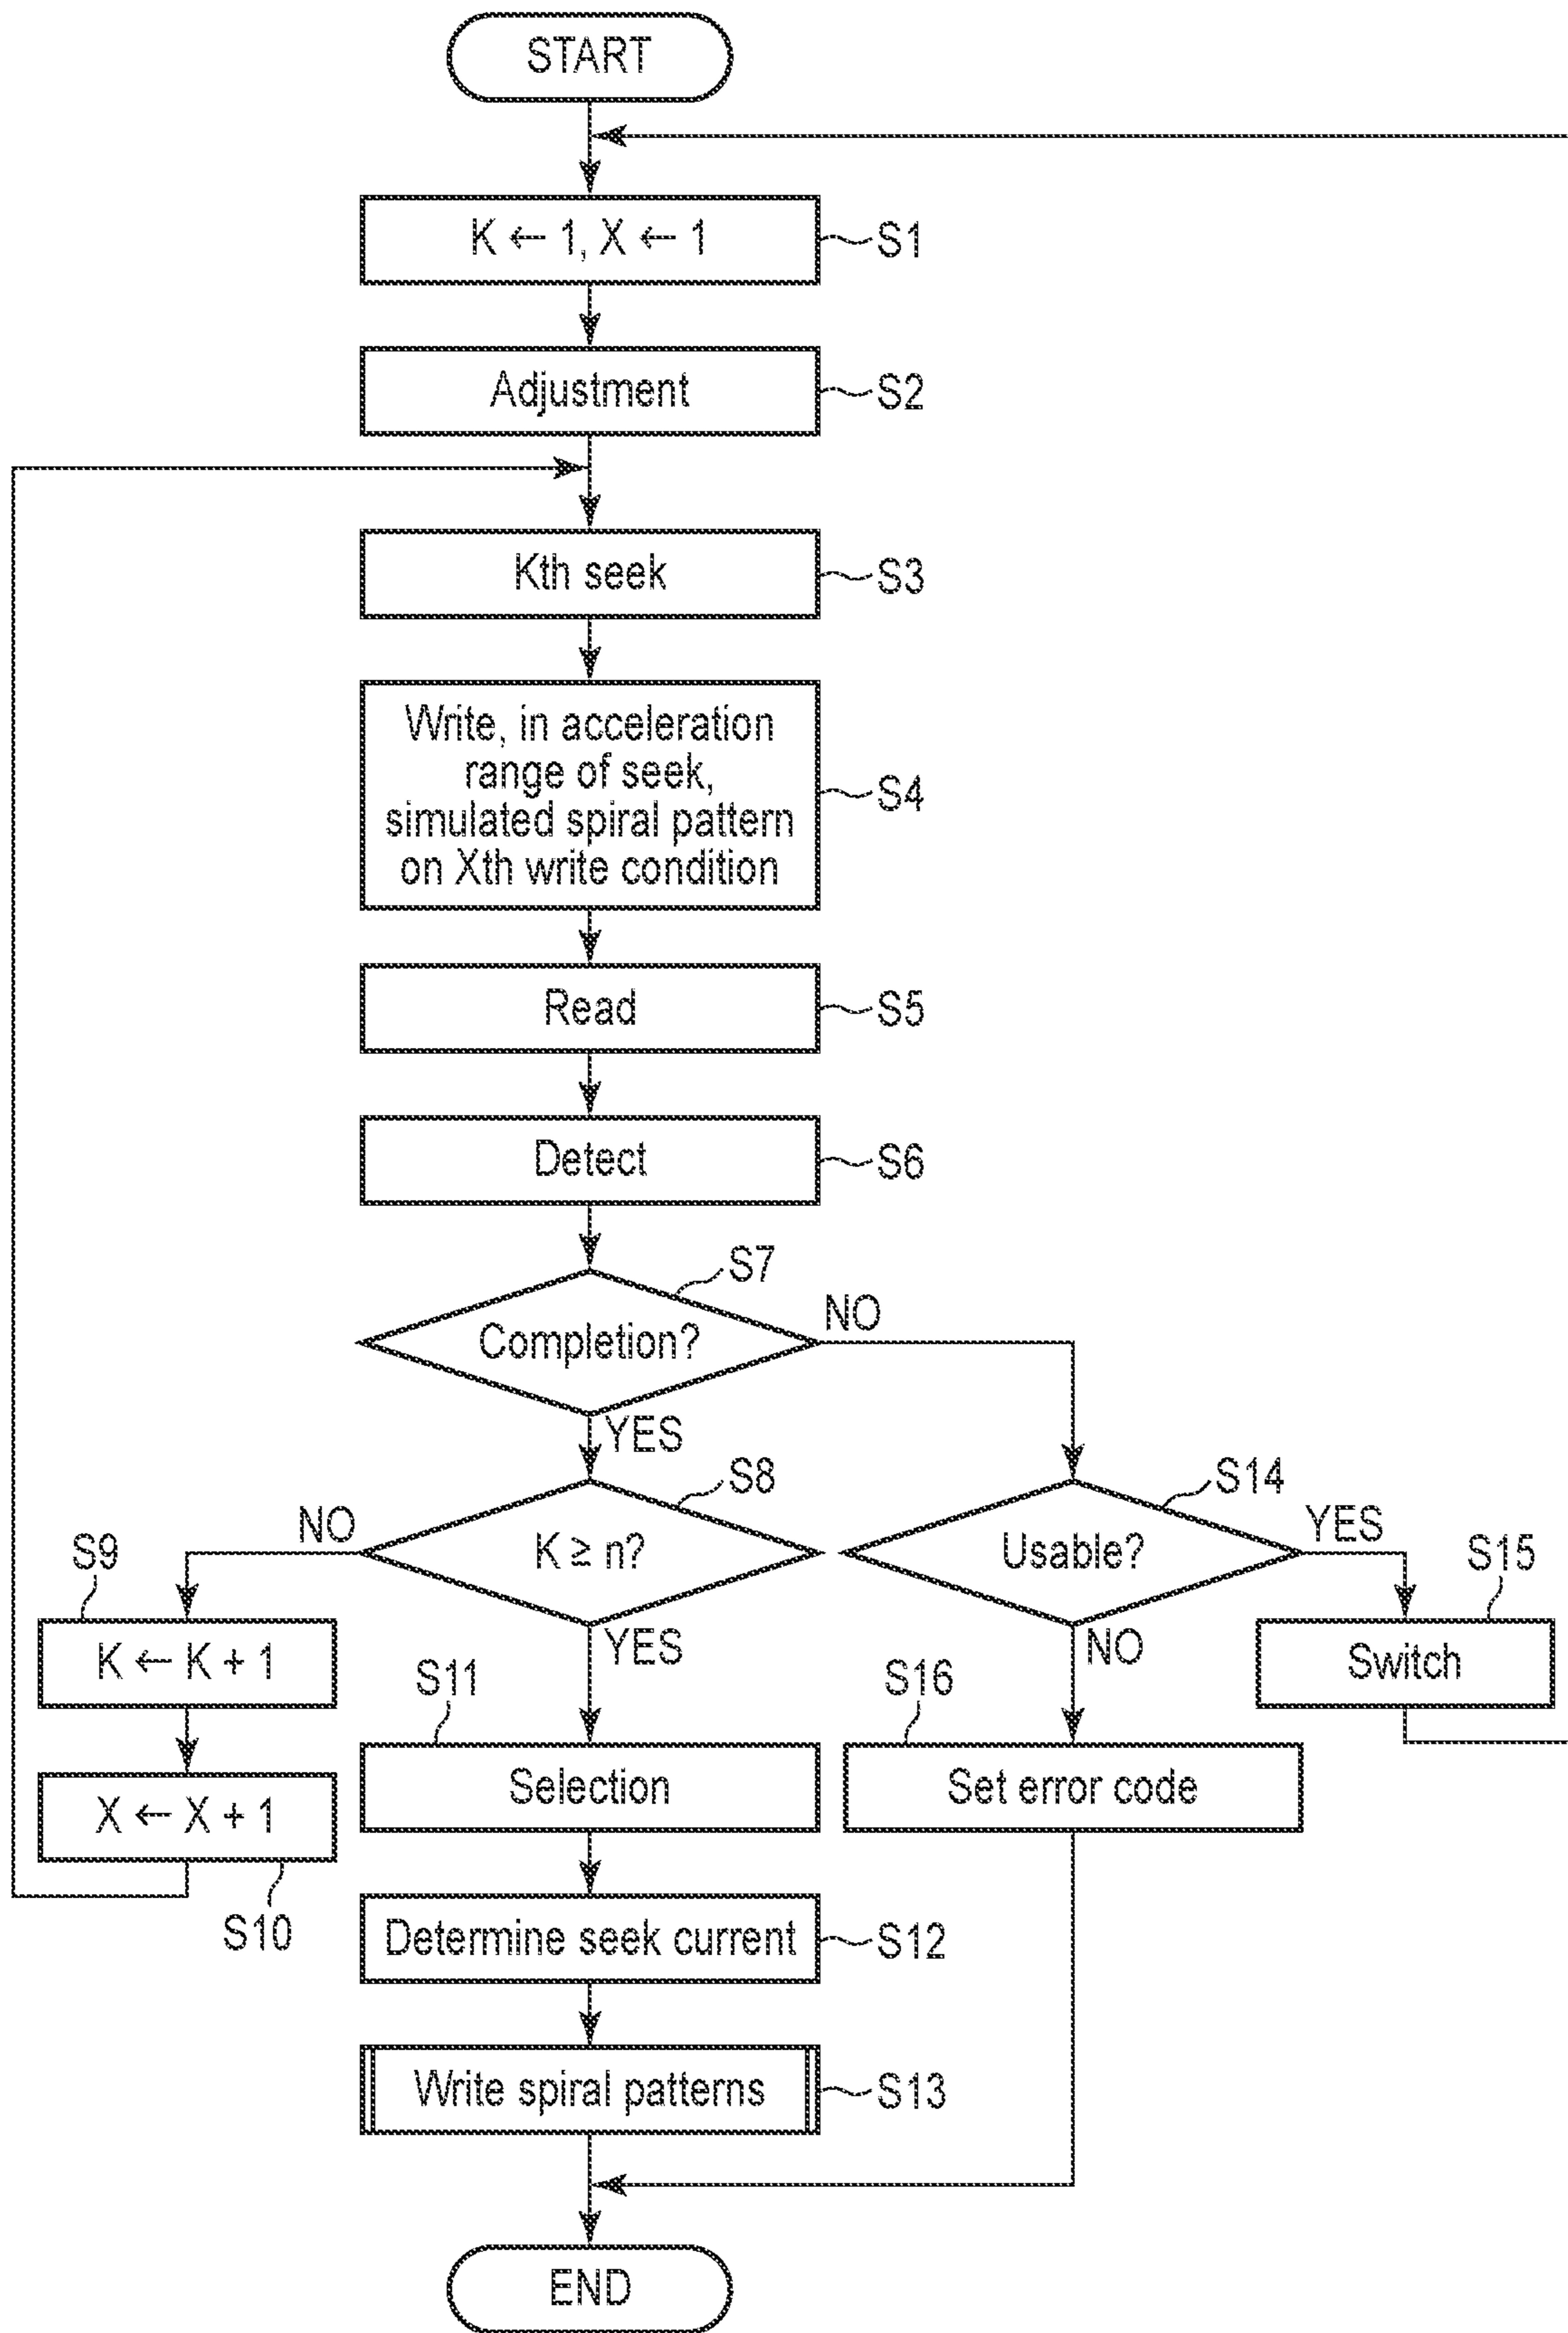 START
K ← 1, X ← 1
S1
Adjustment
S2
Kth seek
S3
Write, in acceleration
range of seek,
simulated spiral pattern
on Xth write condition
S4
Read
S5
Detect
S6
S7
Completion?
NO
YES
S8
K ≥ n?
NO
YES
S14
Usable?
YES
NO
S9
K ← K + 1
X ← X + 1
S10
S11
Selection
S16
Set error code
S15
Switch
Determine seek current
S12
Write spiral patterns
S13
END